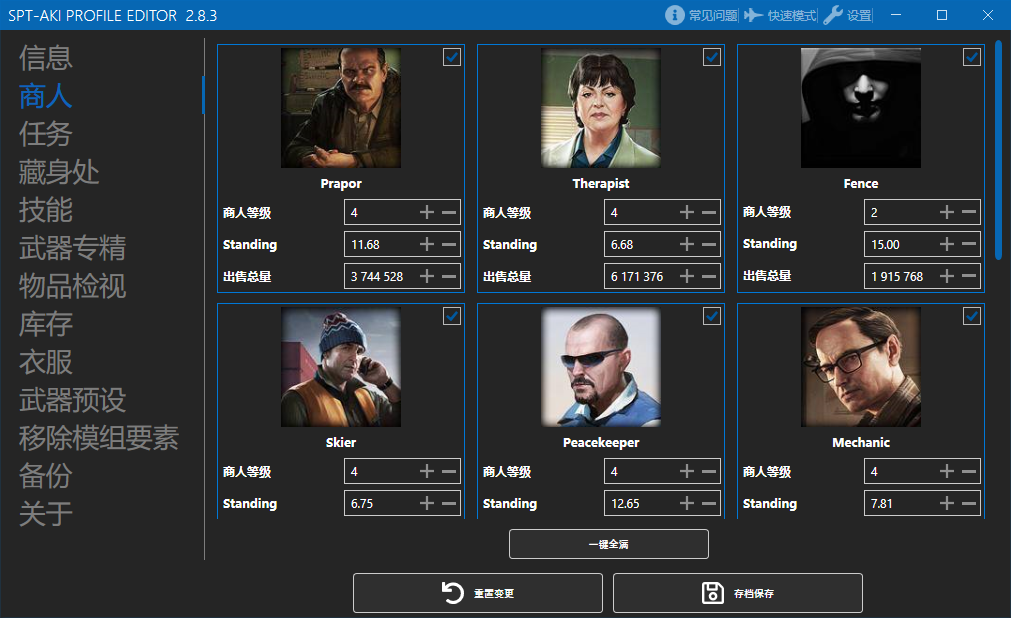 SPT-AKI PROFILE EDITOR 2.8.3
常见问题 快速模式 设置
信息
商人
任务
藏身处
技能
武器专精
物品检视
库存
衣服
武器预设
移除模组要素
备份
关于
Prapor
商人等级 4
Standing 11.68
出售总量 3 744 528
Therapist
商人等级 4
Standing 6.68
出售总量 6 171 376
Fence
商人等级 2
Standing 15.00
出售总量 1 915 768
Skier
商人等级 4
Standing 6.75
Peacekeeper
商人等级 4
Standing 12.65
Mechanic
商人等级 4
Standing 7.81
一键全满
重置变更
存档保存